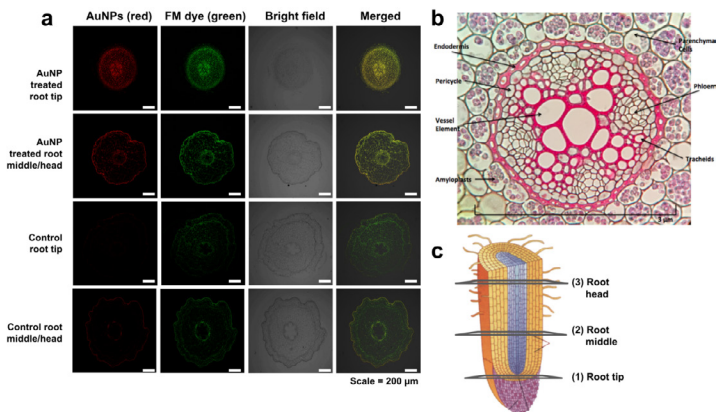 a
AuNPs (red)
FM dye (green)
Bright field
Merged
AuNP
treated
root tip
AuNP
treated root
middle/head
Control
root tip
Control root
middle/head
Scale = 200 µm
b
Endodermis
Parenchyma
Cells
Pericycle
Phloem
Vessel
Element
Tracheids
Amyloplasts
3 µm
c
(3) Root
head
(2) Root
middle
(1) Root tip